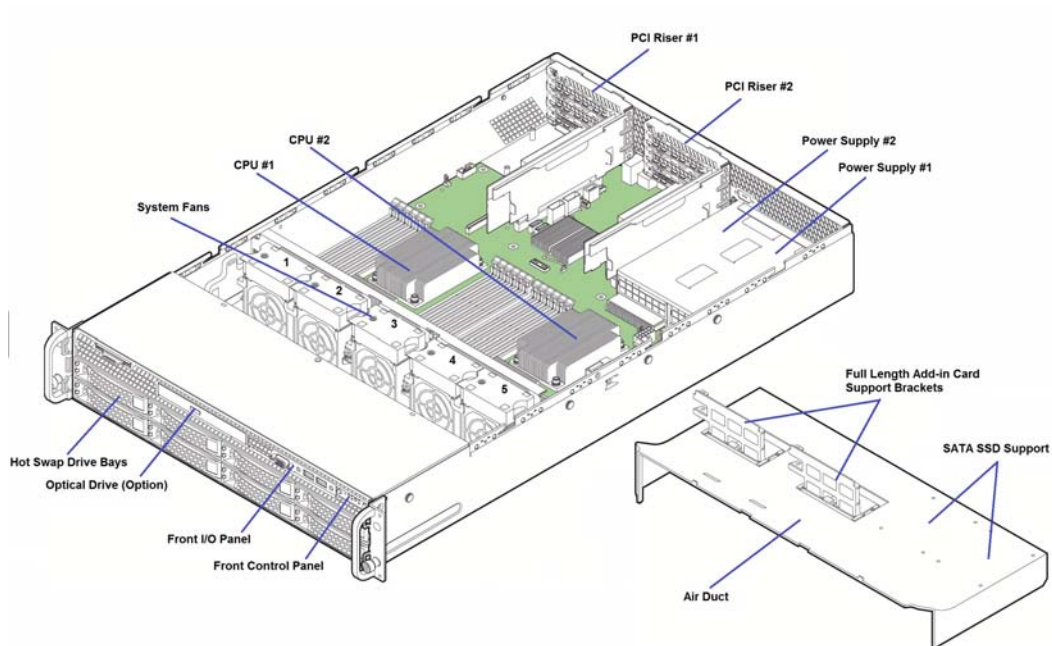 PCI Riser #1
PCI Riser #2
CPU #2
CPU #1
Power Supply #2
Power Supply #1
System Fans
1
2
3
4
5
Full Length Add-in Card
Support Brackets
Hot Swap Drive Bays
Optical Drive (Option)
SATA SSD Support
Front I/O Panel
Front Control Panel
Air Duct